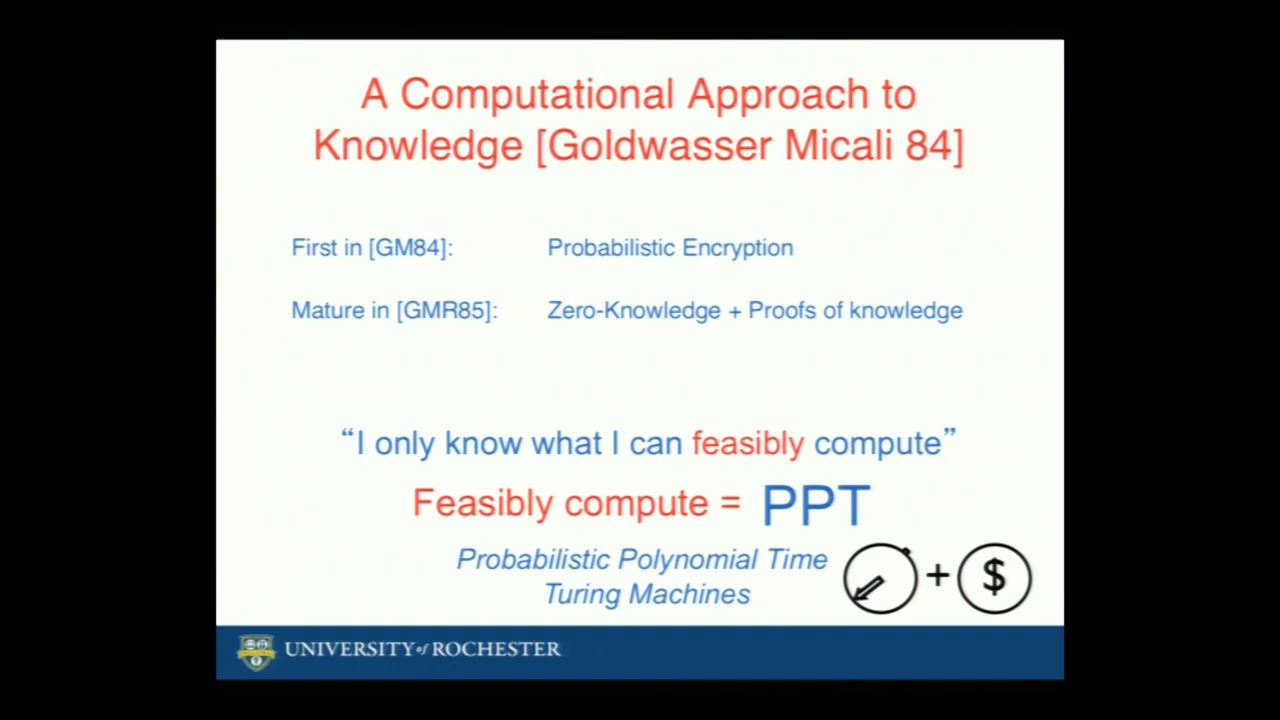 A Computational Approach to
Knowledge [Goldwasser Micali 84]
First in [GM84]: Probabilistic Encryption
Mature in [GMR85]: Zero-Knowledge + Proofs of knowledge
“I only know what I can feasibly compute”
Feasibly compute = PPT
Probabilistic Polynomial Time
Turing Machines
+ $
UNIVERSITY of ROCHESTER